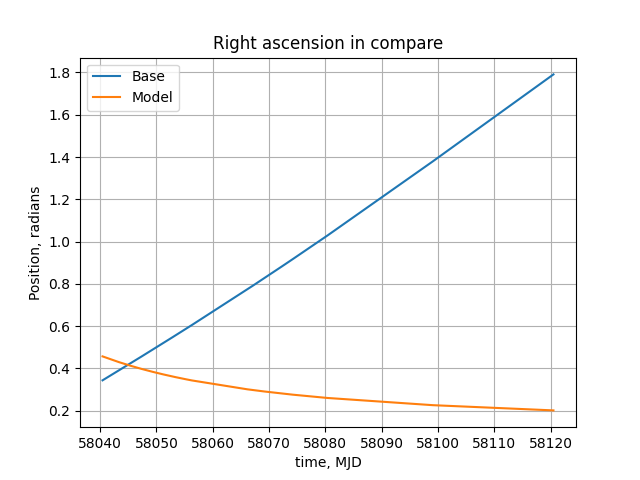 Right ascension in compare
Base
Model
Position, radians
1.8
1.6
1.4
1.2
1.0
0.8
0.6
0.4
0.2
58040 58050 58060 58070 58080 58090 58100 58110 58120
time, MJD